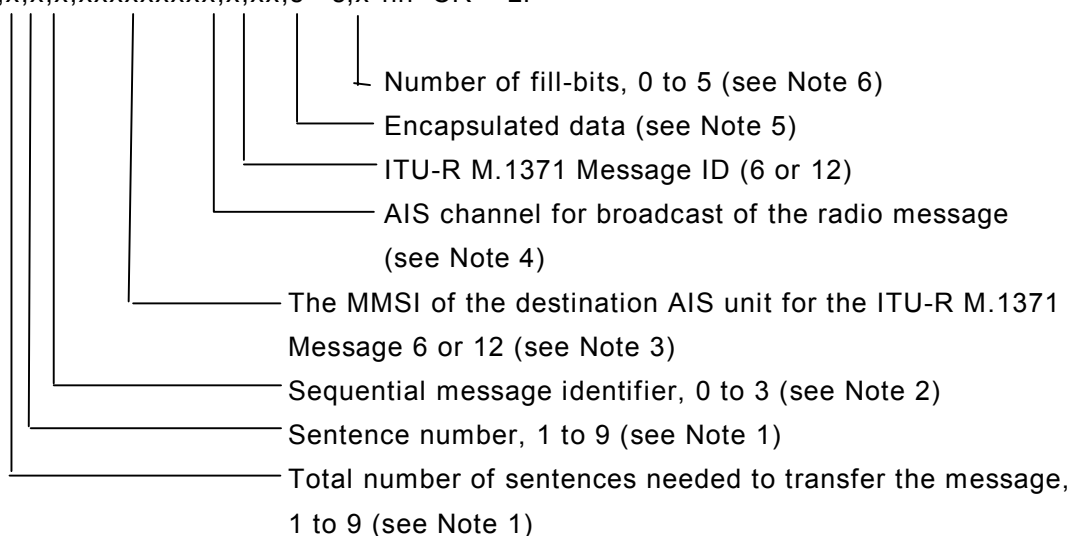 Number of fill-bits, 0 to 5 (see Note 6)
Encapsulated data (see Note 5)
ITU-R M.1371 Message ID (6 or 12)
AIS channel for broadcast of the radio message
(see Note 4)
The MMSI of the destination AIS unit for the ITU-R M.1371
Message 6 or 12 (see Note 3)
Sequential message identifier, 0 to 3 (see Note 2)
Sentence number, 1 to 9 (see Note 1)
Total number of sentences needed to transfer the message,
1 to 9 (see Note 1)